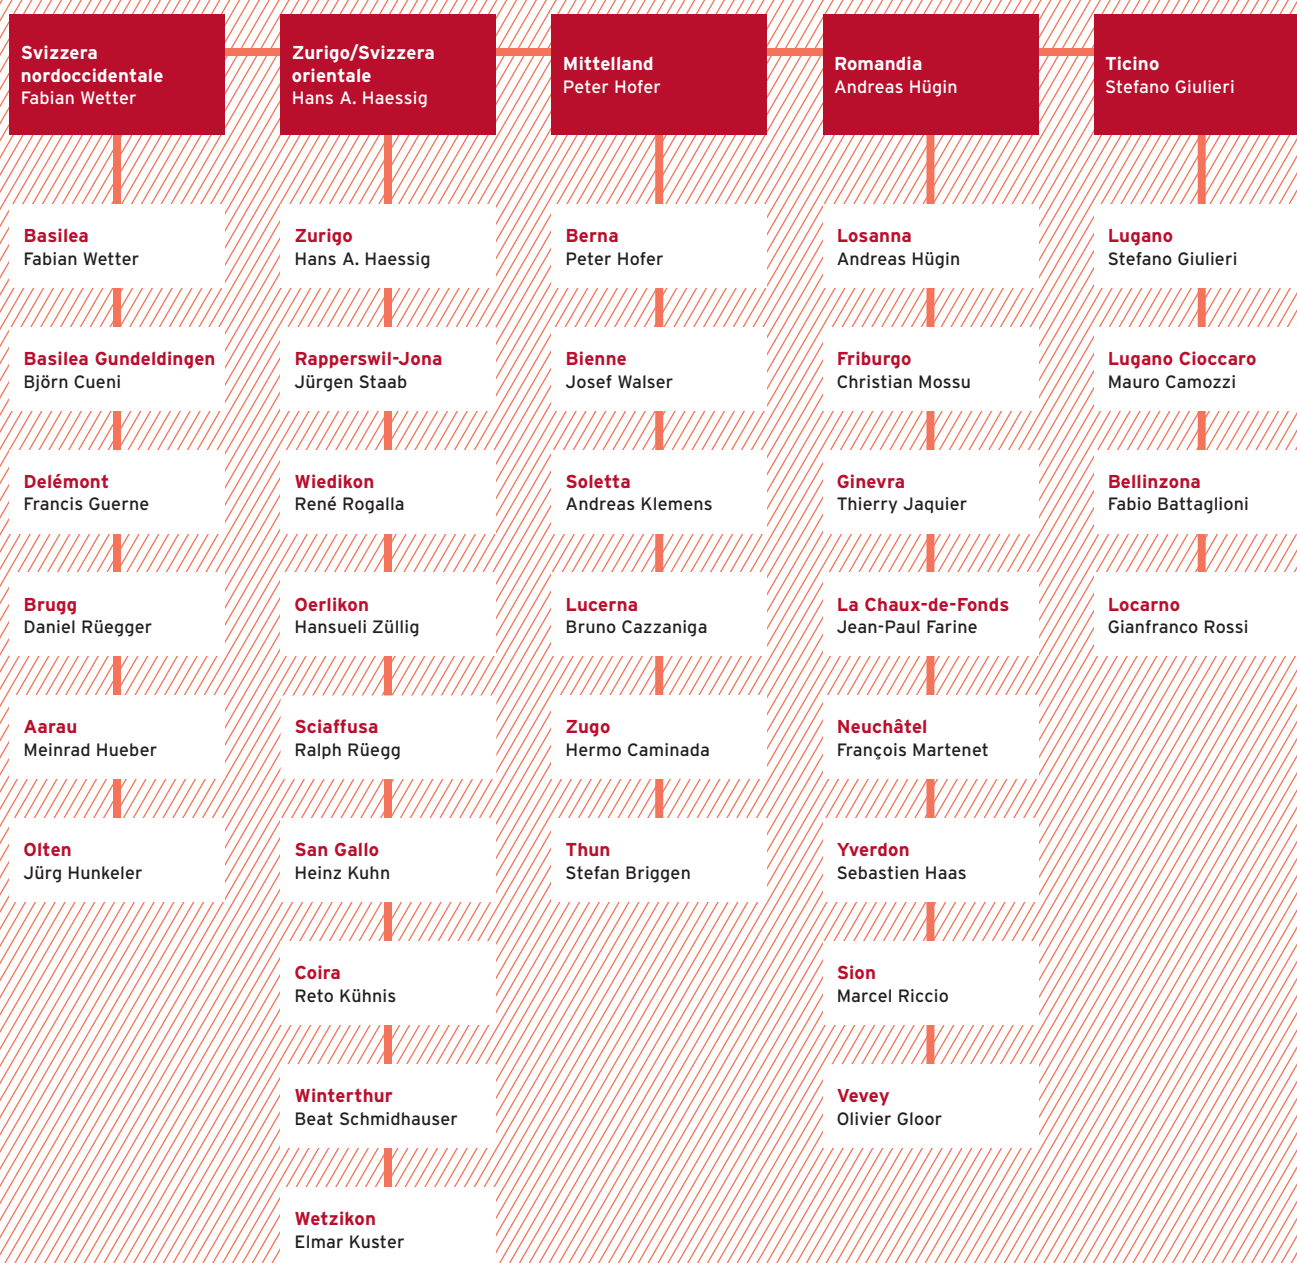 Svizzera
nordoccidentale
Fabian Wetter
Basilea
Fabian Wetter
Basilea Gundeldingen
Björn Cueni
Delémont
Francis Guerne
Brugg
Daniel Rüegger
Aarau
Meinrad Hueber
Olten
Jürg Hunkeler
Zurigo/Svizzera
orientale
Hans A. Haessig
Zurigo
Hans A. Haessig
Rapperswil-Jona
Jürgen Staab
Wiedikon
René Rogalla
Oerlikon
Hansueli Züllig
Sciaffusa
Ralph Rüegg
San Gallo
Heinz Kuhn
Coira
Reto Kühnis
Winterthur
Beat Schmidhauser
Wetzikon
Elmar Kuster
Mittelland
Peter Hofer
Berna
Peter Hofer
Bienne
Josef Walser
Soletta
Andreas Klemens
Lucerna
Bruno Cazzaniga
Zugo
Hermo Caminada
Thun
Stefan Briggen
Romandia
Andreas Hügin
Losanna
Andreas Hügin
Friburgo
Christian Mossu
Ginevra
Thierry Jaquier
La Chaux-de-Fonds
Jean-Paul Farine
Neuchâtel
François Martenet
Yverdon
Sebastien Haas
Sion
Marcel Riccio
Vevey
Olivier Gloor
Ticino
Stefano Giulieri
Lugano
Stefano Giulieri
Lugano Cioccaro
Mauro Camozzi
Bellinzona
Fabio Battaglioni
Locarno
Gianfranco Rossi